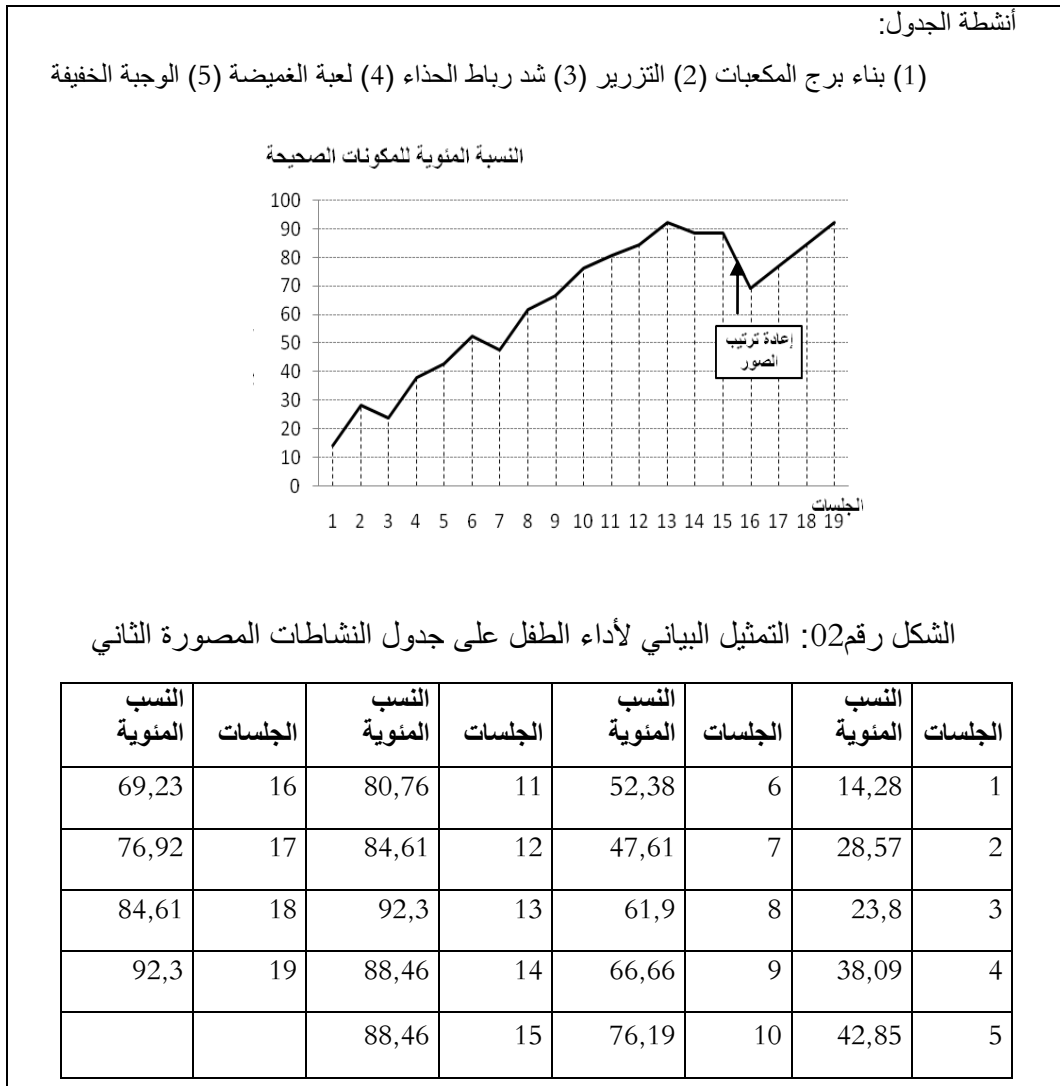 أنشطة الجدول:
(1) بناء برج المكعبات (2) التزرير (3) شد رباط الحذاء (4) لعبة الغميضة (5) الوجبة الخفيفة
النسبة المئوية للمكونات الصحيحة
100
90
80
70
60
50
40
30
20
10
0
إعادة ترتيب
الصور
الجلسات
1 2 3 4 5 6 7 8 9 10 11 12 13 14 15 16 17 18 19
الشكل رقم02: التمثيل البياني لأداء الطفل على جدول النشاطات المصورة الثاني
الجلسات النسب المئوية الجلسات النسب المئوية الجلسات النسب المئوية الجلسات النسب المئوية
1 14,28 6 52,38 11 80,76 16 69,23
2 28,57 7 47,61 12 84,61 17 76,92
3 23,8 8 61,9 13 92,3 18 84,61
4 38,09 9 66,66 14 88,46 19 92,3
5 42,85 10 76,19 15 88,46